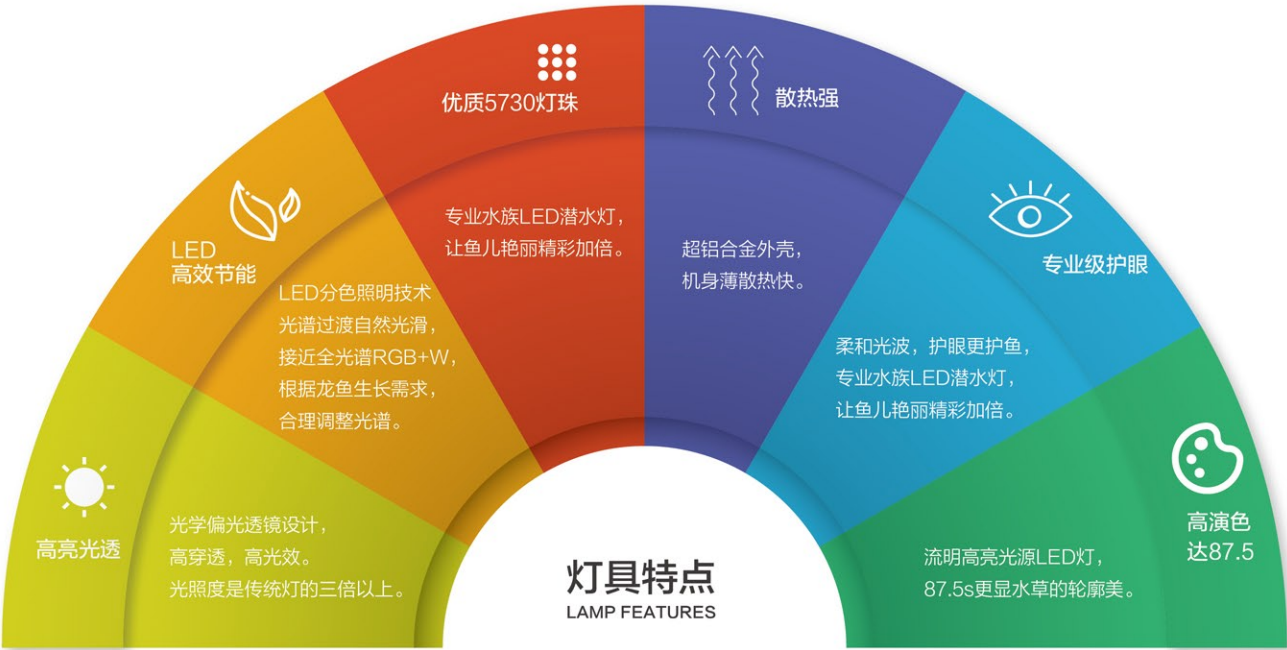 高亮光透
光学偏光透镜设计，
高穿透，高光效。
光照度是传统灯的三倍以上。
LED
高效节能
LED分色照明技术
光谱过渡自然光滑，
接近全光谱RGB+W，
根据龙鱼生长需求，
合理调整光谱。
优质5730灯珠
专业水族LED潜水灯，
让鱼儿艳丽精彩加倍。
散热强
超铝合金外壳，
机身薄散热快。
专业级护眼
柔和光波，护眼更护鱼，
专业水族LED潜水灯，
让鱼儿艳丽精彩加倍。
高演色
达87.5
流明高亮光源LED灯，
87.5s更显水草的轮廓美。
灯具特点
LAMP FEATURES